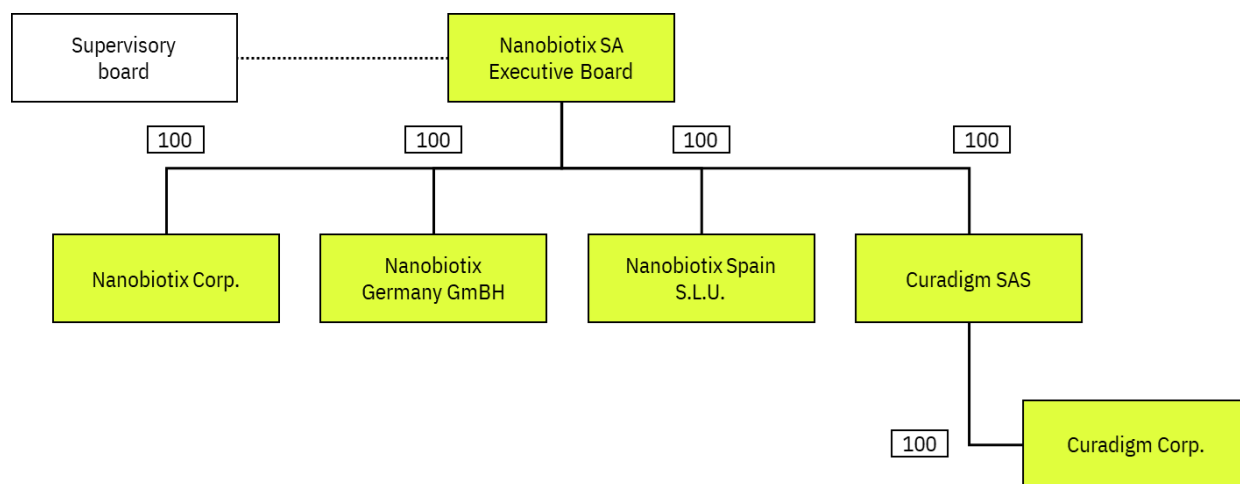 Supervisory
board
Nanobiotix SA
Executive Board
100
100
100
100
Nanobiotix Corp.
Nanobiotix
Germany GmBH
Nanobiotix Spain
S.L.U.
Curadigm SAS
100
Curadigm Corp.